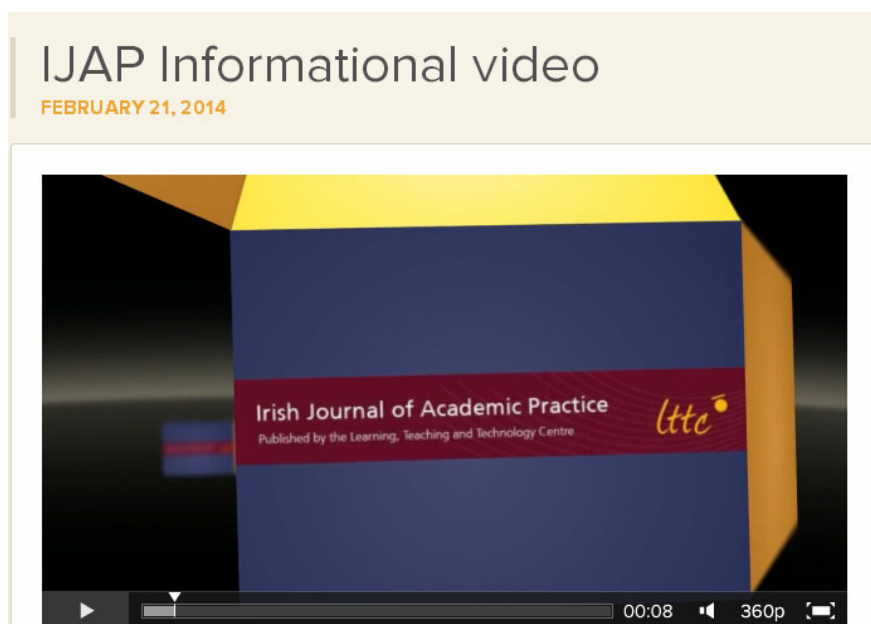 IJAP Informational video
FEBRUARY 21, 2014
Irish Journal of Academic Practice
Published by the Learning, Teaching and Technology Centre
lttc
00:08
360p